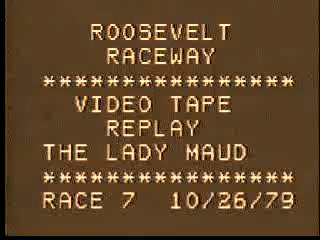 ROOSEVELT
RACEWAY
****************
VIDEO TAPE
REPLAY
THE LADY MAUD
****************
RACE 7 10/26/79